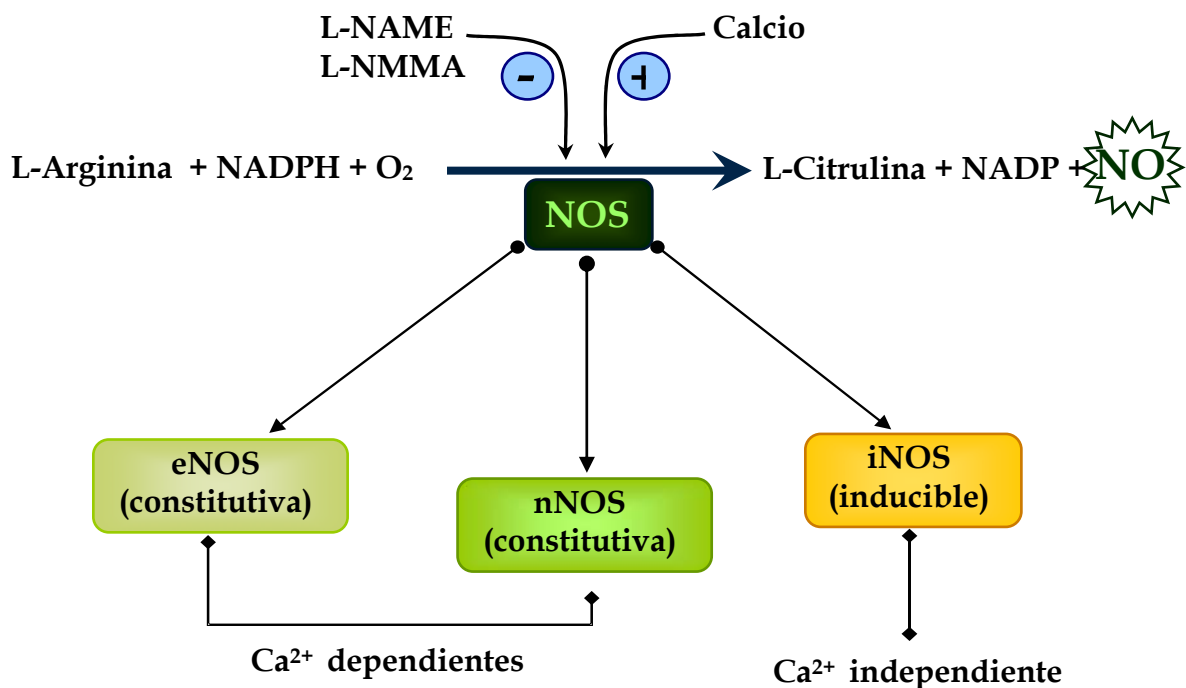 L-NAME
L-NMMA
Calcio
-
+
L-Arginina + NADPH + O₂
L-Citrulina + NADP + NO
NOS
eNOS
(constitutiva)
nNOS
(constitutiva)
iNOS
(inducible)
Ca²⁺ dependientes
Ca²⁺ independiente